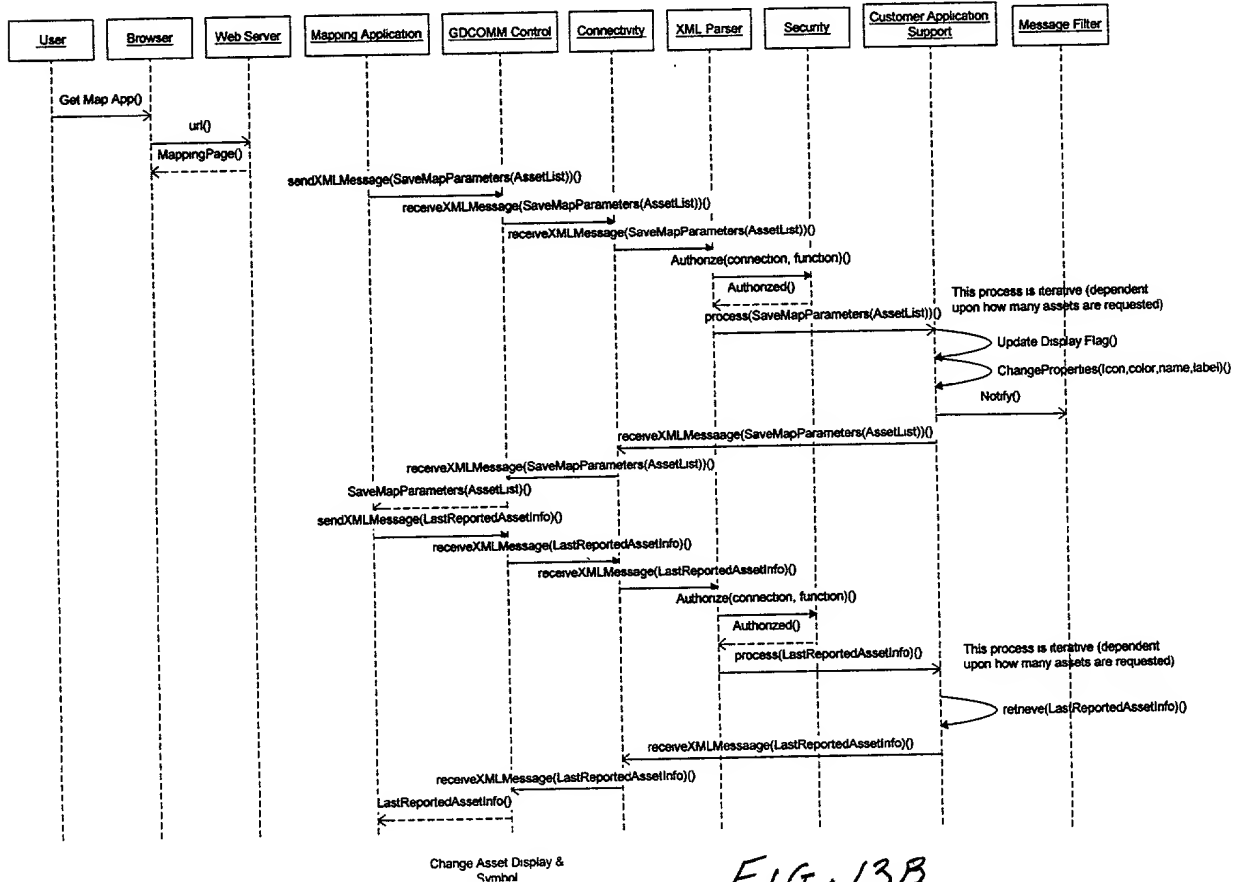 User
Browser
Web Server
Mapping Application
GDCOMM Control
Connectivity
XML Parser
Security
Customer Application
Support
Message Filter
Get Map App()
url()
MappingPage()
sendXMLMessage(SaveMapParameters(AssetList))()
receiveXMLMessage(SaveMapParameters(AssetList))()
receiveXMLMessage(SaveMapParameters(AssetList))()
Authorize(connection, function)()
Authorized()
This process is iterative (dependent
upon how many assets are requested)
process(SaveMapParameters(AssetList))()
Update Display Flag()
ChangeProperties(Icon,color,name,label)()
Notify()
receiveXMLMesaage(SaveMapParameters(AssetList))()
receiveXMLMessage(SaveMapParameters(AssetList))()
SaveMapParameters(AssetList)()
sendXMLMessage(LastReportedAssetInfo)()
receiveXMLMessage(LastReportedAssetInfo)()
receiveXMLMessage(LastReportedAssetInfo)()
Authorize(connection, function)()
Authorized()
process(LastReportedAssetInfo)()
This process is iterative (dependent
upon how many assets are requested)
retrieve(LastReportedAssetInfo)()
receiveXMLMesaage(LastReportedAssetInfo)()
receiveXMLMessage(LastReportedAssetInfo)()
LastReportedAssetInfo()
Change Asset Display &
Symbol
FIG. 13B